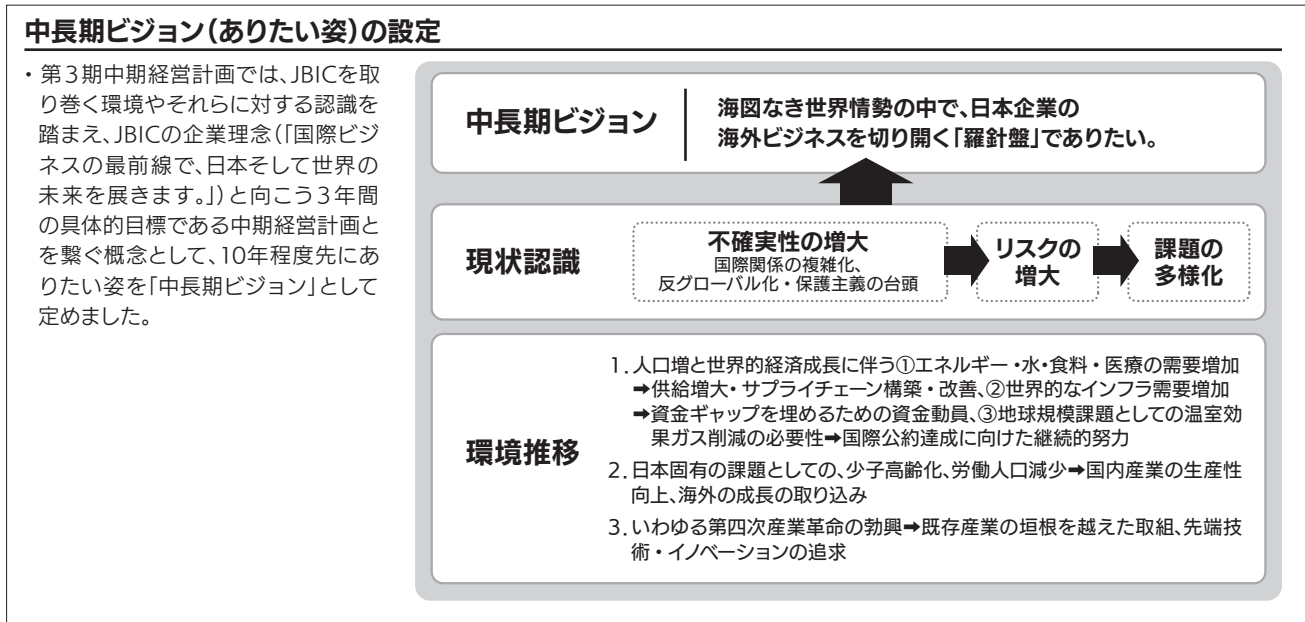 中長期ビジョン（ありたい姿）の設定
・第3期中期経営計画では、JBICを取
り巻く環境やそれらに対する認識を
踏まえ、JBICの企業理念（「国際ビジ
ネスの最前線で、日本そして世界の
未来を展きます。」）と向こう3年間
の具体的目標である中期経営計画と
を繋ぐ概念として、10年程度先にあ
りたい姿を「中長期ビジョン」として
定めました。
中長期ビジョン
海図なき世界情勢の中で、日本企業の
海外ビジネスを切り開く「羅針盤」でありたい。
現状認識
不確実性の増大
国際関係の複雑化、
反グローバル化・保護主義の台頭
リスクの
増大
課題の
多様化
環境推移
1．人口増と世界的経済成長に伴う①エネルギー・水・食料・医療の需要増加
➡供給増大・サプライチェーン構築・改善、②世界的なインフラ需要増加
➡資金ギャップを埋めるための資金動員、③地球規模課題としての温室効
果ガス削減の必要性➡国際公約達成に向けた継続的努力
2．日本固有の課題としての、少子高齢化、労働人口減少➡国内産業の生産性
向上、海外の成長の取り込み
3．いわゆる第四次産業革命の勃興➡既存産業の垣根を越えた取組、先端技
術・イノベーションの追求